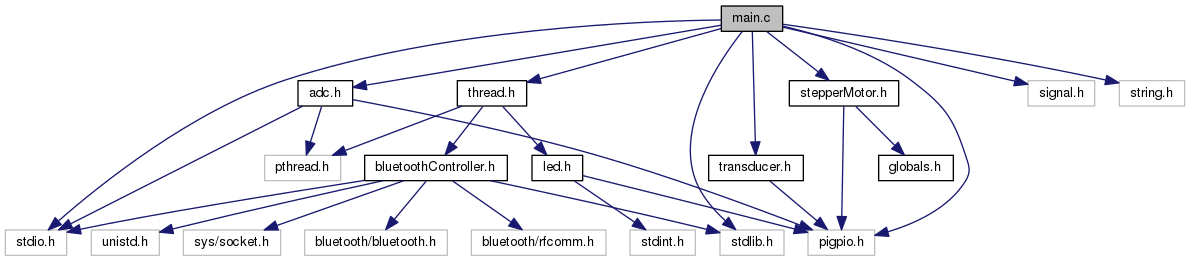 main.c
adc.h
thread.h
stepperMotor.h
signal.h
string.h
pthread.h
bluetoothController.h
led.h
transducer.h
globals.h
stdio.h
unistd.h
sys/socket.h
bluetooth/bluetooth.h
bluetooth/rfcomm.h
stdint.h
stdlib.h
pigpio.h